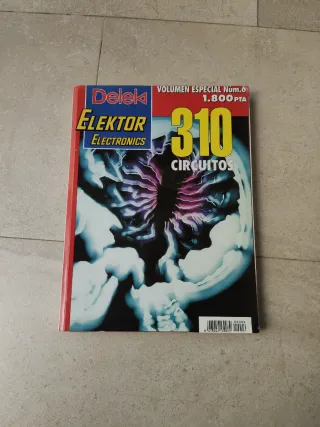 Delek
VOLUMEN ESPECIAL Num.6
1.800 PTA
ELEKTOR
ELECTRONICS
310
CIRCUITOS